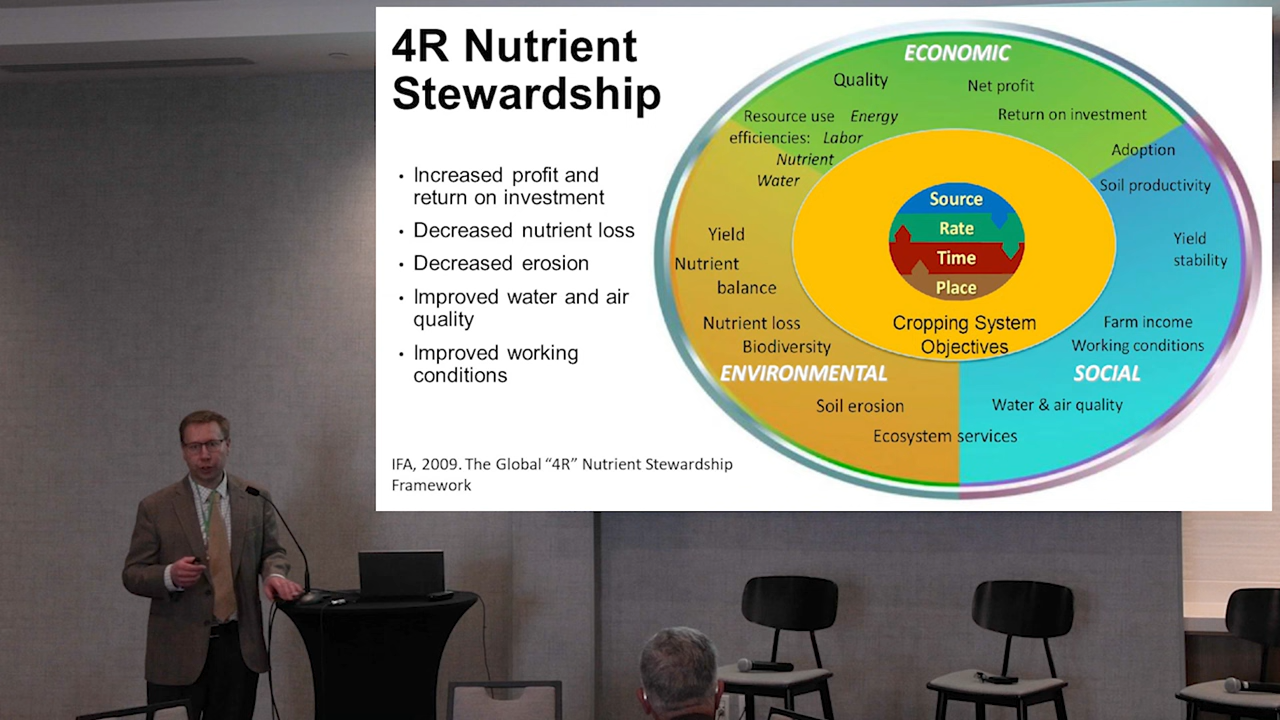 4R Nutrient
Stewardship
• Increased profit and
return on investment
• Decreased nutrient loss
• Decreased erosion
• Improved water and air
quality
• Improved working
conditions
IFA, 2009. The Global “4R” Nutrient Stewardship
Framework
ECONOMIC
Quality
Net profit
Resource use Energy
Return on investment
efficiencies: Labor
Nutrient
Water
Adoption
Soil productivity
Yield
Yield
stability
Nutrient
balance
Nutrient loss
Biodiversity
Farm income
Working conditions
Source
Rate
Time
Place
Cropping System
Objectives
ENVIRONMENTAL
SOCIAL
Soil erosion
Water & air quality
Ecosystem services